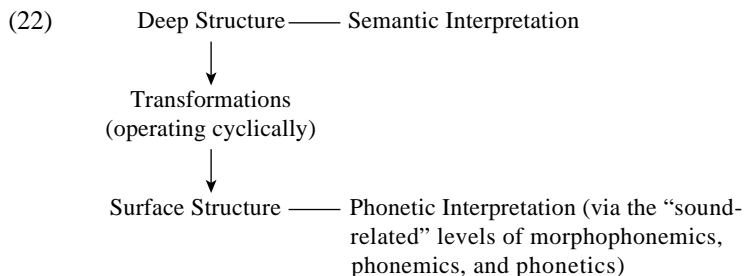 (22) Deep Structure —— Semantic Interpretation
Transformations
(operating cyclically)
Surface Structure —— Phonetic Interpretation (via the “sound-
related” levels of morphophonemics,
phonemics, and phonetics)